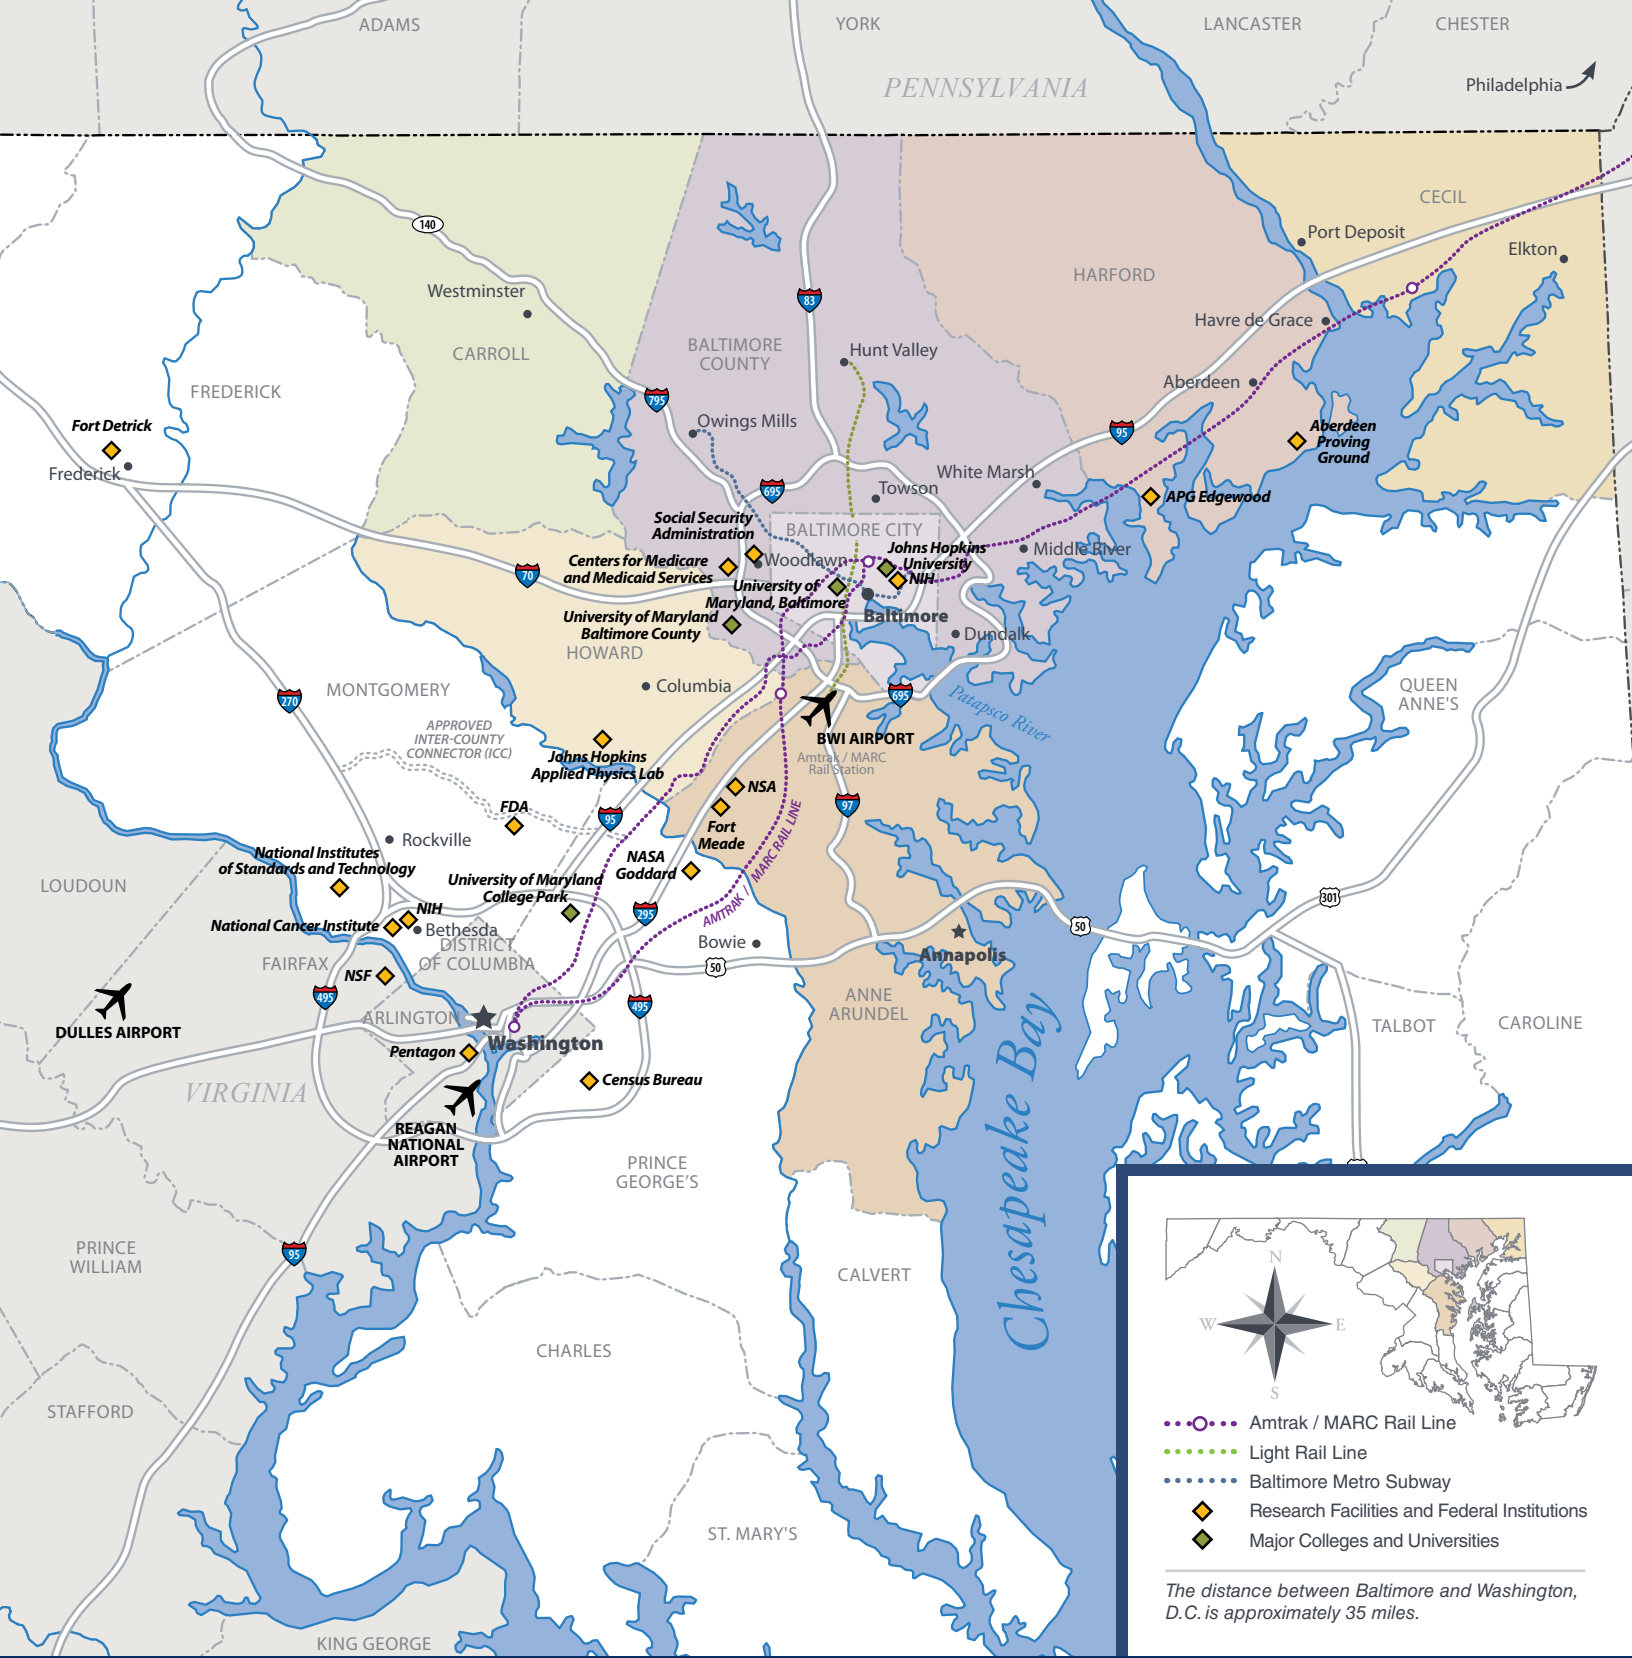 ADAMS
YORK
LANCASTER
CHESTER
PENNSYLVANIA
Philadelphia
CECIL
Port Deposit
Elkton
140
HARFORD
Westminster
83
Havre de Grace
CARROLL
BALTIMORE
COUNTY
Hunt Valley
Aberdeen
FREDERICK
795
Owings Mills
95
Fort Detrick
Aberdeen
Proving
Ground
Frederick
White Marsh
695
Towson
APG Edgewood
Social Security
Administration
BALTIMORE CITY
Middle River
Johns Hopkins
University
Centers for Medicare
and Medicaid Services
Woodlawn
NIH
70
University of
Maryland, Baltimore
Baltimore
University of Maryland
Baltimore County
Dundalk
HOWARD
MONTGOMERY
Columbia
270
695
Patapsco River
QUEEN
ANNE'S
APPROVED
INTER-COUNTY
CONNECTOR (ICC)
BWI AIRPORT
Amtrak / MARC
Rail Station
Johns Hopkins
Applied Physics Lab
NSA
FDA
95
97
Fort
Meade
Rockville
National Institutes
of Standards and Technology
NASA
Goddard
AMTRAK / MARC RAIL LINE
LOUDOUN
University of Maryland
College Park
301
NIH
National Cancer Institute
295
50
Bethesda
Bowie
Annapolis
DISTRICT
OF COLUMBIA
FAIRFAX
NSF
50
495
495
ANNE
ARUNDEL
DULLES AIRPORT
ARLINGTON
TALBOT
CAROLINE
Washington
Pentagon
Census Bureau
VIRGINIA
Chesapeake Bay
REAGAN
NATIONAL
AIRPORT
PRINCE
GEORGE'S
PRINCE
WILLIAM
95
CALVERT
CHARLES
STAFFORD
ST. MARY'S
KING GEORGE
N
W
E
S
Amtrak / MARC Rail Line
Light Rail Line
Baltimore Metro Subway
Research Facilities and Federal Institutions
Major Colleges and Universities
The distance between Baltimore and Washington,
D.C. is approximately 35 miles.